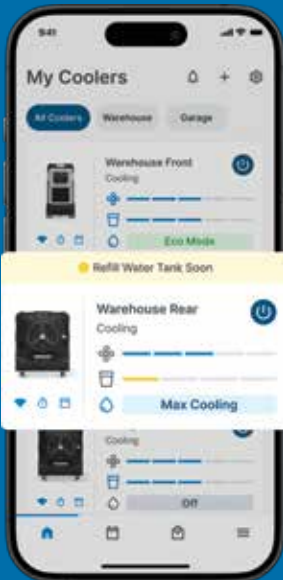 9:41
My Coolers
All Coolers Warehouse Garage
Warehouse Front
Cooling
Eco Mode
Refill Water Tank Soon
Warehouse Rear
Cooling
Max Cooling
Cooling
Off